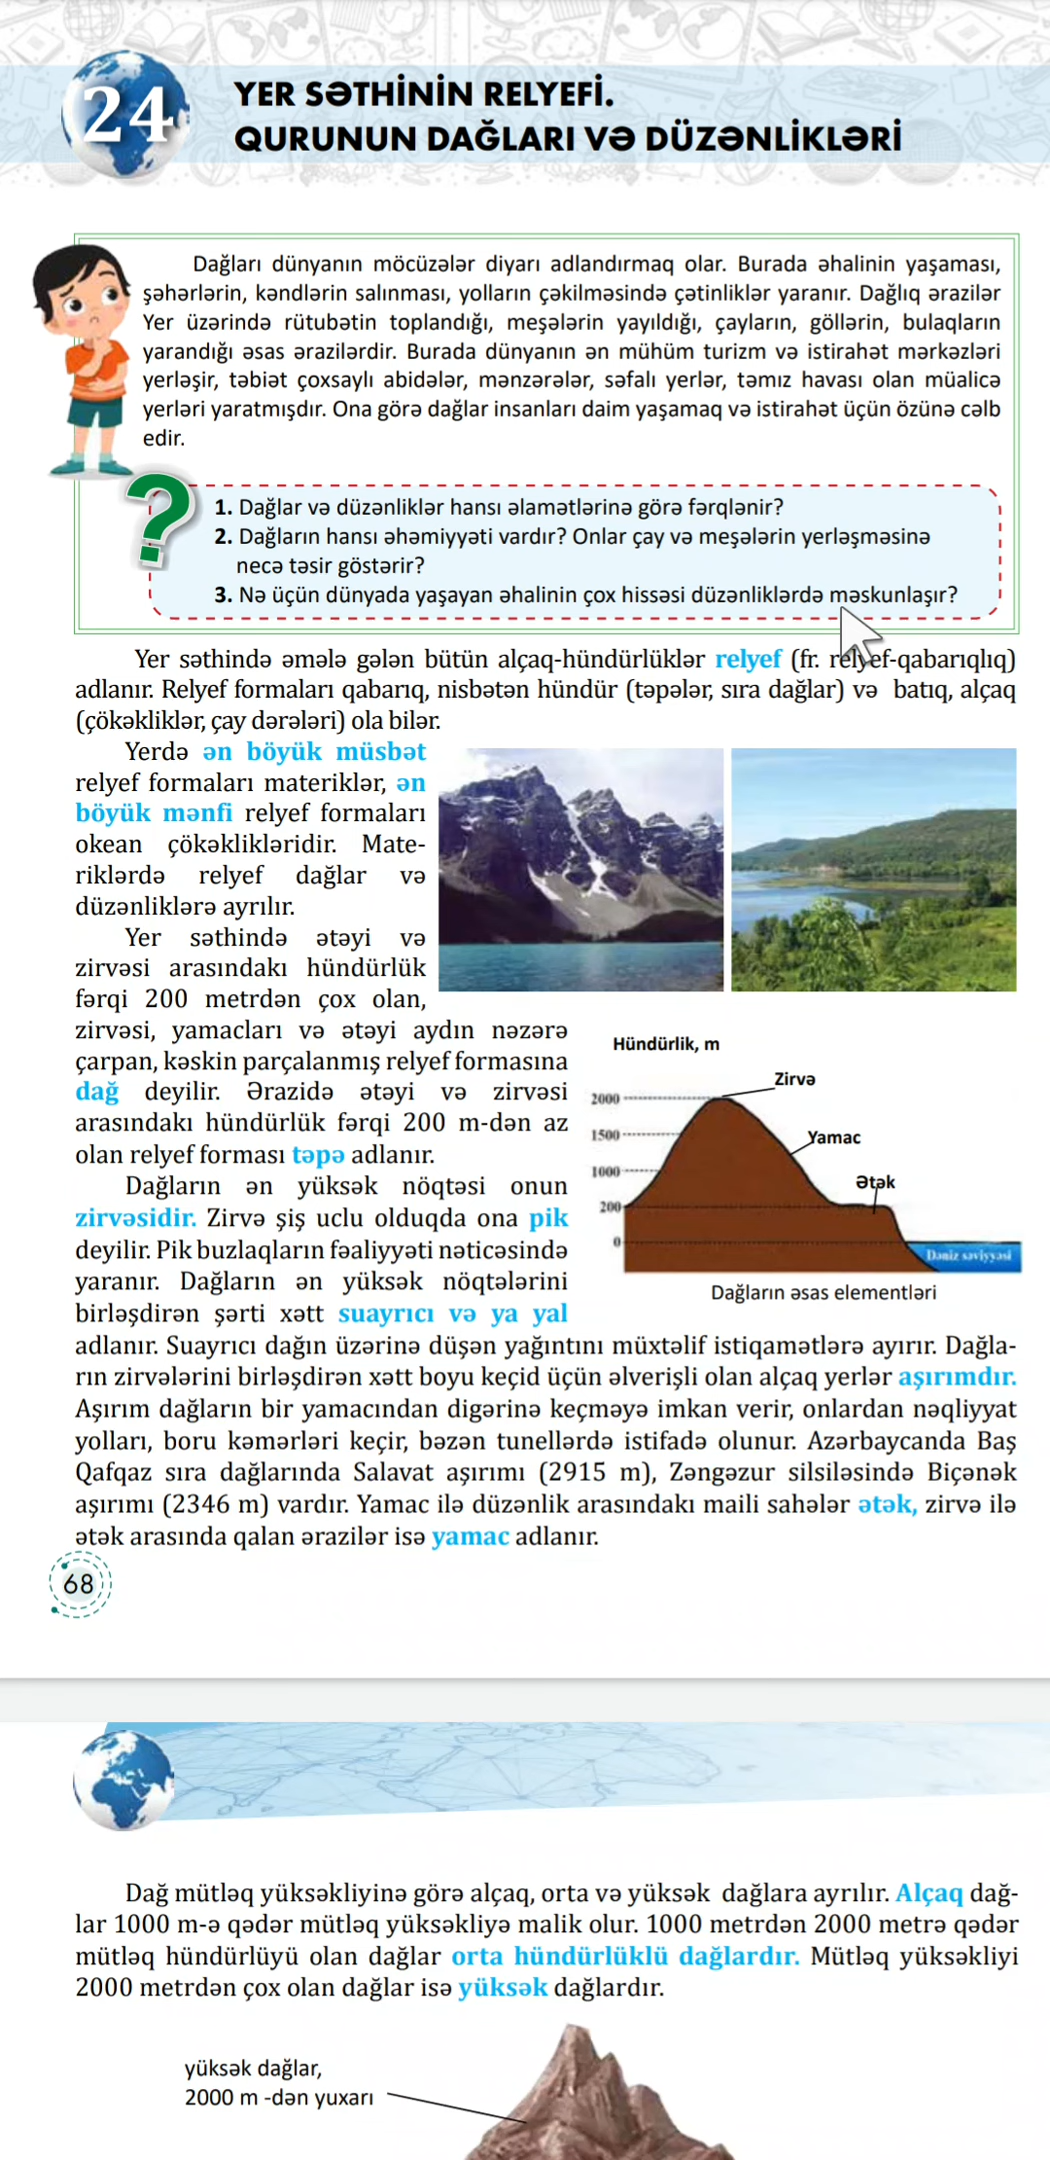 24
YER SƏTHİNİN RELYEFİ.
QURUNUN DAĞLARI VƏ DÜZƏNLİKLƏRİ
Dağları dünyanın möcüzələr diyarı adlandırmaq olar. Burada əhalinin yaşaması,
şəhərlərin, kəndlərin salınması, yolların çəkilməsində çətinliklər yaranır. Dağlıq ərazilər
Yer üzərində rütubətin toplandığı, meşələrin yayıldığı, çayların, göllərin, bulaqların
yarandığı əsas ərazilərdir. Burada dünyanın ən mühüm turizm və istirahət mərkəzləri
yerləşir, təbiət çoxsaylı abidələr, mənzərələr, səfalı yerlər, təmız havası olan müalicə
yerləri yaratmışdır. Ona görə dağlar insanları daim yaşamaq və istirahət üçün özünə cəlb
edir.
?
1. Dağlar və düzənliklər hansı əlamətlərinə görə fərqlənir?
2. Dağların hansı əhəmiyyəti vardır? Onlar çay və meşələrin yerləşməsinə
necə təsir göstərir?
3. Nə üçün dünyada yaşayan əhalinin çox hissəsi düzənliklərdə məskunlaşır?
Yer səthində əmələ gələn bütün alçaq-hündürlüklər relyef (fr. relyef-qabarıqlıq)
adlanır. Relyef formaları qabarıq, nisbətən hündür (təpələr, sıra dağlar) və batıq, alçaq
(çökəkliklər, çay dərələri) ola bilər.
Yerdə ən böyük müsbət
relyef formaları materiklər, ən
böyük mənfi relyef formaları
okean çökəklikləridir. Mate-
riklərdə relyef dağlar və
düzənliklərə ayrılır.
Yer səthində ətəyi və
zirvəsi arasındakı hündürlük
fərqi 200 metrdən çox olan,
zirvəsi, yamacları və ətəyi aydın nəzərə
çarpan, kəskin parçalanmış relyef formasına
dağ deyilir. Ərazidə ətəyi və zirvəsi
arasındakı hündürlük fərqi 200 m-dən az
olan relyef forması təpə adlanır.
Dağların ən yüksək nöqtəsi onun
zirvəsidir. Zirvə şiş uclu olduqda ona pik
deyilir. Pik buzlaqların fəaliyyəti nəticəsində
yaranır. Dağların ən yüksək nöqtələrini
birləşdirən şərti xətt suayrıcı və ya yal
Hündürlik, m
Zirvə
2000
1500
Yamac
1000
Ətək
200
0
Dəniz səviyyəsi
Dağların əsas elementləri
adlanır. Suayrıcı dağın üzərinə düşən yağıntını müxtəlif istiqamətlərə ayırır. Dağla-
rın zirvələrini birləşdirən xətt boyu keçid üçün əlverişli olan alçaq yerlər aşırımdır.
Aşırım dağların bir yamacından digərinə keçməyə imkan verir, onlardan nəqliyyat
yolları, boru kəmərləri keçir, bəzən tunellərdə istifadə olunur. Azərbaycanda Baş
Qafqaz sıra dağlarında Salavat aşırımı (2915 m), Zəngəzur silsiləsində Biçənək
aşırımı (2346 m) vardır. Yamac ilə düzənlik arasındakı maili sahələr ətək, zirvə ilə
ətək arasında qalan ərazilər isə yamac adlanır.
68
Dağ mütləq yüksəkliyinə görə alçaq, orta və yüksək dağlara ayrılır. Alçaq dağ-
lar 1000 m-ə qədər mütləq yüksəkliyə malik olur. 1000 metrdən 2000 metrə qədər
mütləq hündürlüyü olan dağlar orta hündürlüklü dağlardır. Mütləq yüksəkliyi
2000 metrdən çox olan dağlar isə yüksək dağlardır.
yüksək dağlar,
2000 m -dən yuxarı